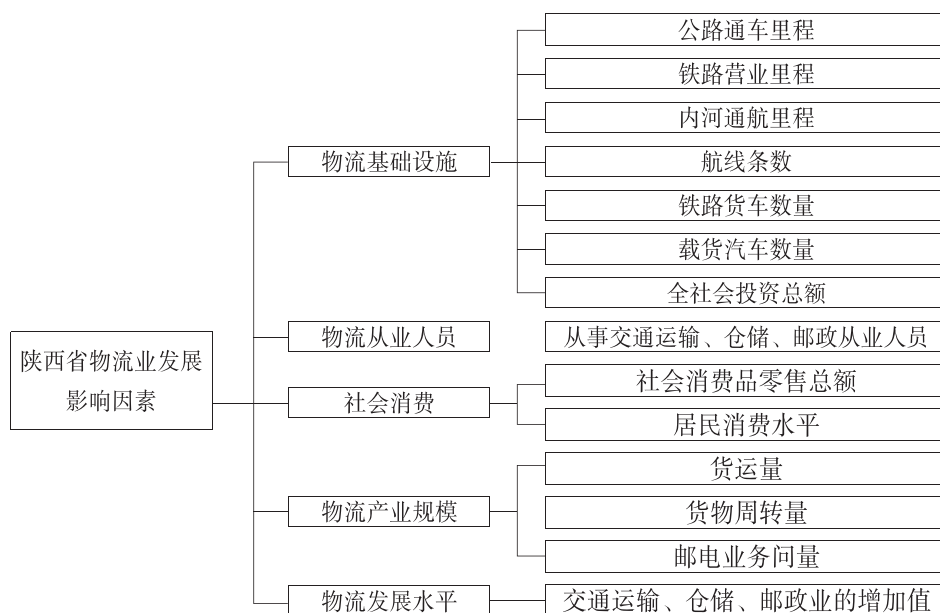 陕西省物流业发展
影响因素
物流基础设施
公路通车里程
铁路营业里程
内河通航里程
航线条数
铁路货车数量
载货汽车数量
全社会投资总额
物流从业人员
从事交通运输、仓储、邮政从业人员
社会消费
社会消费品零售总额
居民消费水平
物流产业规模
货运量
货物周转量
邮电业务问量
物流发展水平
交通运输、仓储、邮政业的增加值